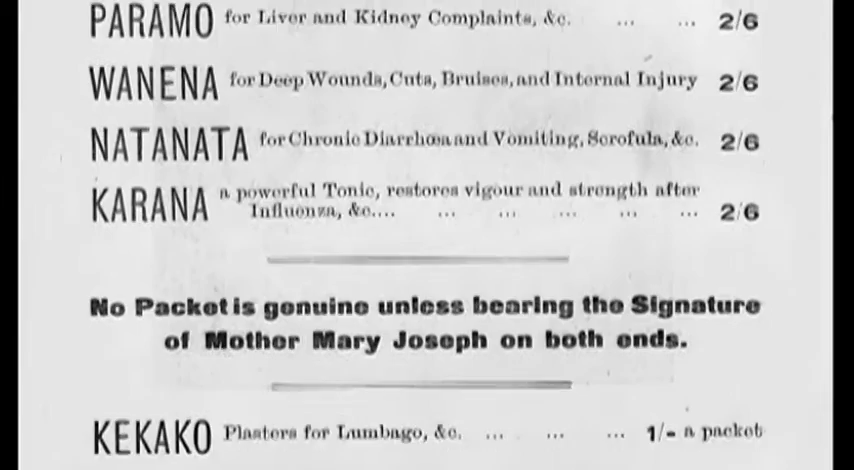 PARAMO for Liver and Kidney Complaints, &c. ... ... 2/6
WANENA for Deep Wounds, Cuts, Bruises, and Internal Injury 2/6
NATANATA for Chronic Diarrhœa and Vomiting, Scrofula, &c. 2/6
KARANA a powerful Tonic, restores vigour and strength after
Influenza, &c.... ... ... ... ... ... 2/6
No Packet is genuine unless bearing the Signature
of Mother Mary Joseph on both ends.
KEKAKO Plasters for Lumbago, &c. ... ... ... 1/- a packet